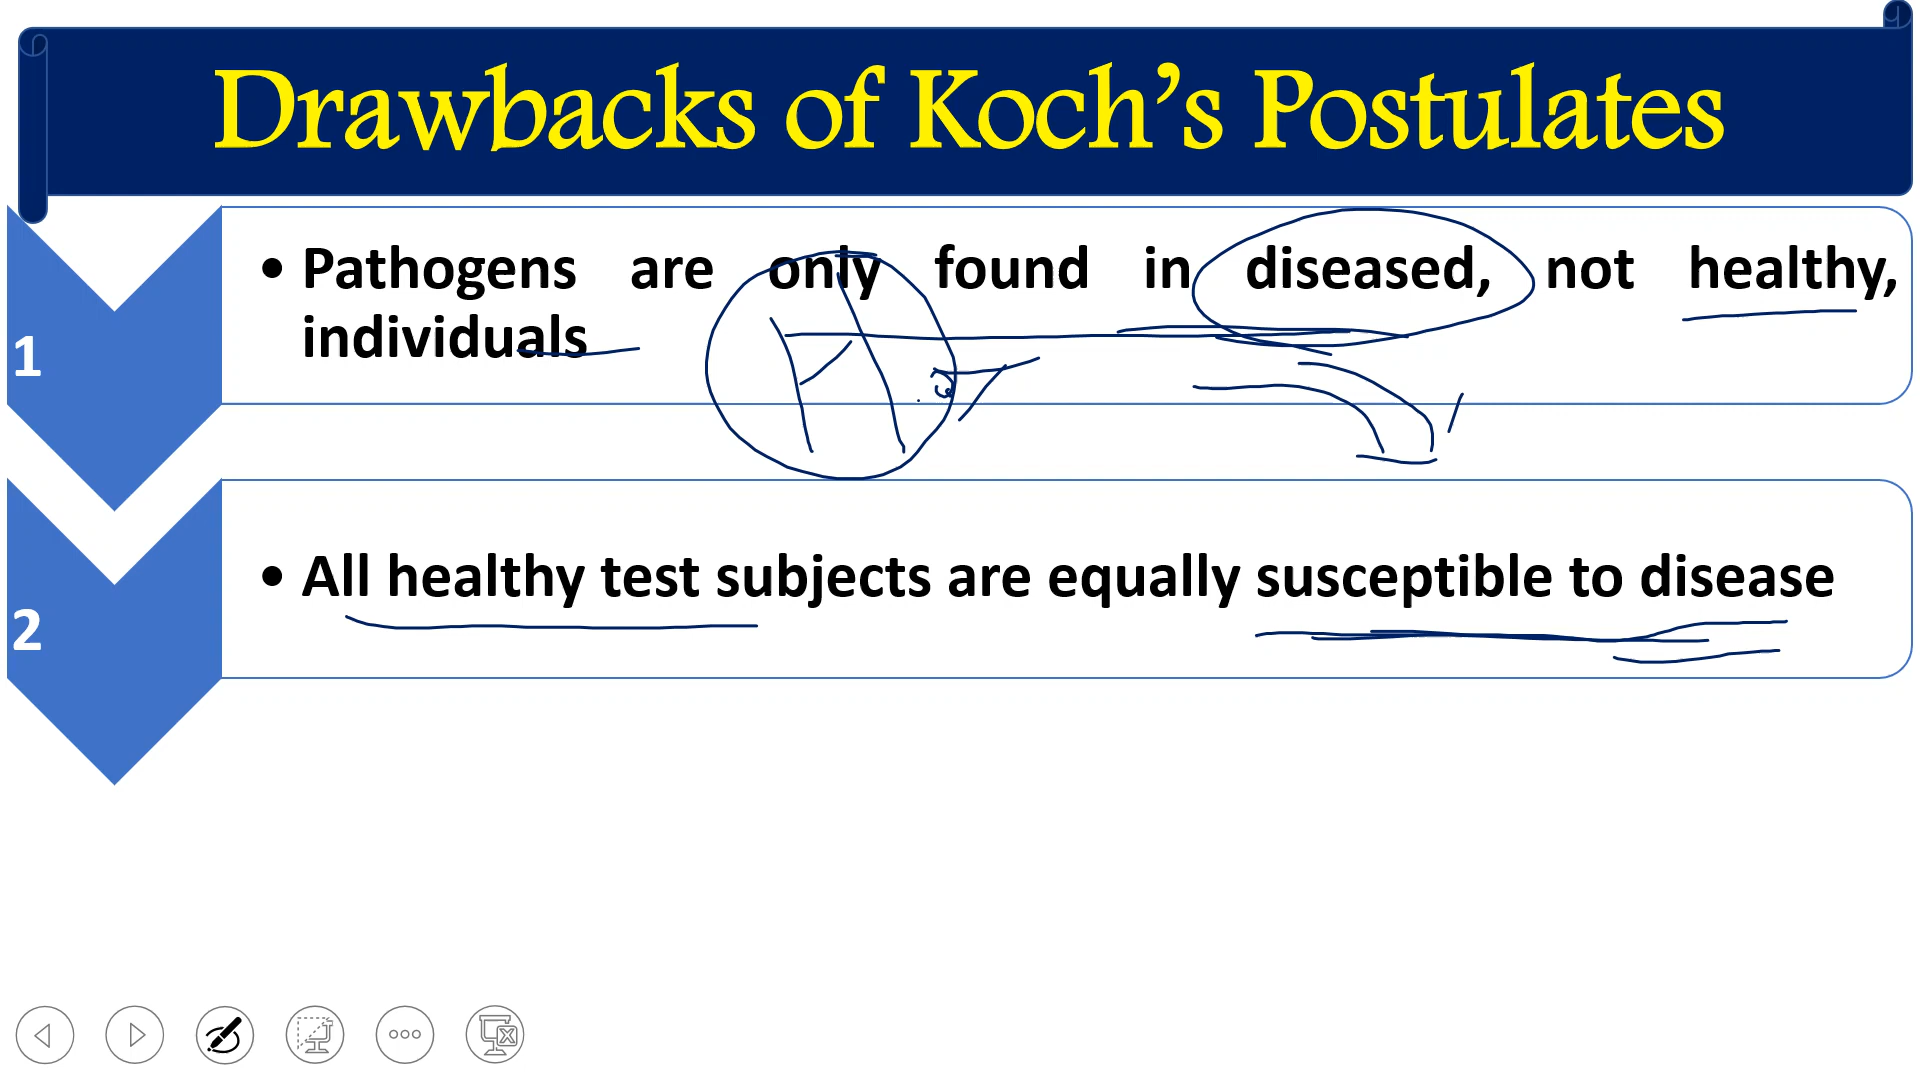 Drawbacks of Koch's Postulates
1
• Pathogens are only found in diseased, not healthy,
individuals
2
• All healthy test subjects are equally susceptible to disease